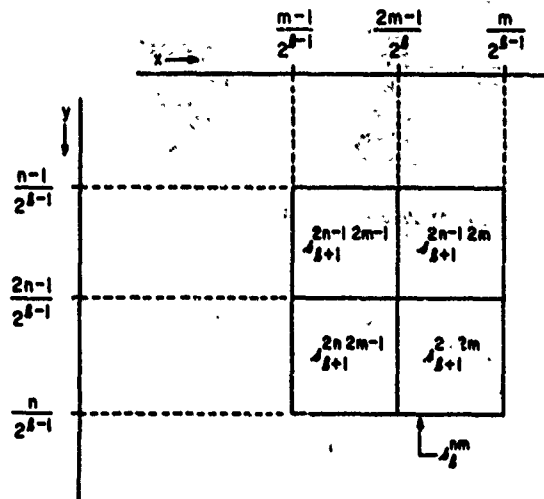 m-1/2^{ℓ-1} 2m-1/2^{ℓ} m/2^{ℓ-1}
x
y
n-1/2^{ℓ-1}
s_{ℓ+1}^{2n-1 2m-1} s_{ℓ+1}^{2n-1 2m}
2n-1/2^{ℓ-1}
s_{ℓ+1}^{2n 2m-1} s_{ℓ+1}^{2 2m}
n/2^{ℓ-1}
s_{ℓ}^{nm}